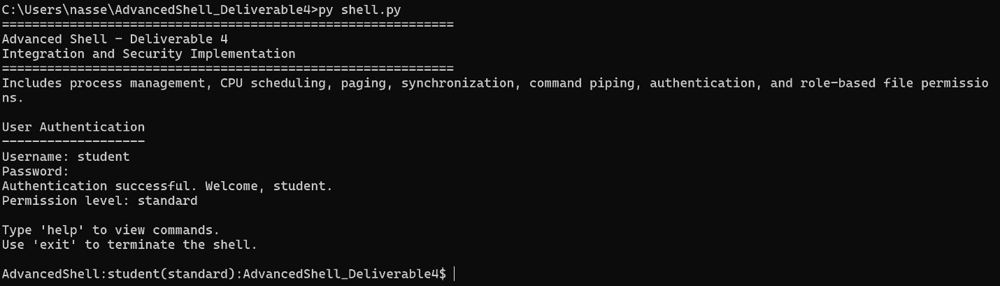 C:\Users\nasse\AdvancedShell_Deliverable4>py shell.py
============================================================
Advanced Shell - Deliverable 4
Integration and Security Implementation
============================================================
Includes process management, CPU scheduling, paging, synchronization, command piping, authentication, and role-based file permissio
ns.
User Authentication
-------------------
Username: student
Password:
Authentication successful. Welcome, student.
Permission level: standard
Type 'help' to view commands.
Use 'exit' to terminate the shell.
AdvancedShell:student(standard):AdvancedShell_Deliverable4$